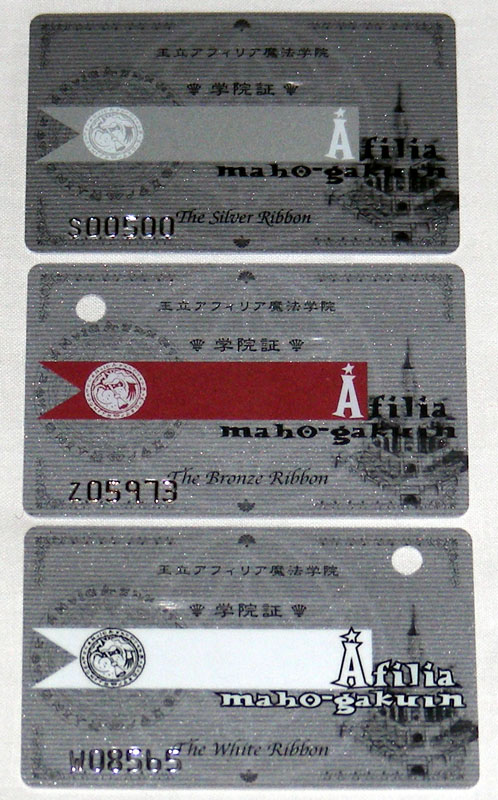 王立アフィリア魔法学院
学院証
Afilia
maho-gakuin
S00500 The Silver Ribbon
王立アフィリア魔法学院
学院証
Afilia
maho-gakuin
Z05973 The Bronze Ribbon
王立アフィリア魔法学院
学院証
Afilia
maho-gakuin
W08565 The White Ribbon